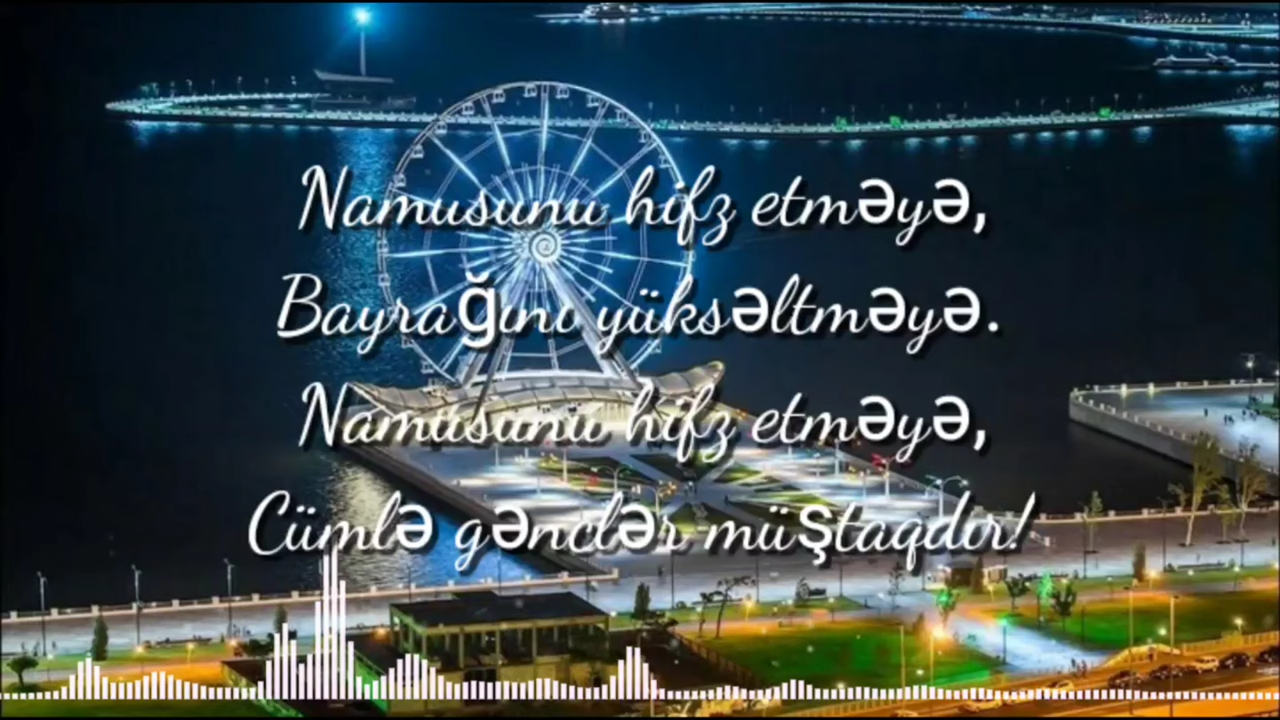 Namusunu hifz etməyə,
Bayrağını yüksəltməyə.
Namusunu hifz etməyə,
Cümlə gənclər müştaqdır!